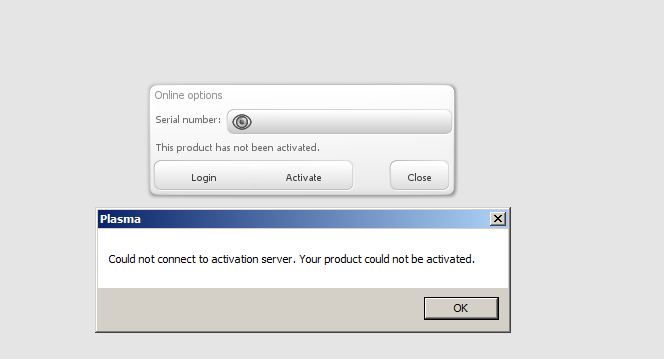 Online options
Serial number:
This product has not been activated.
Login Activate Close
Plasma
Could not connect to activation server. Your product could not be activated.
OK